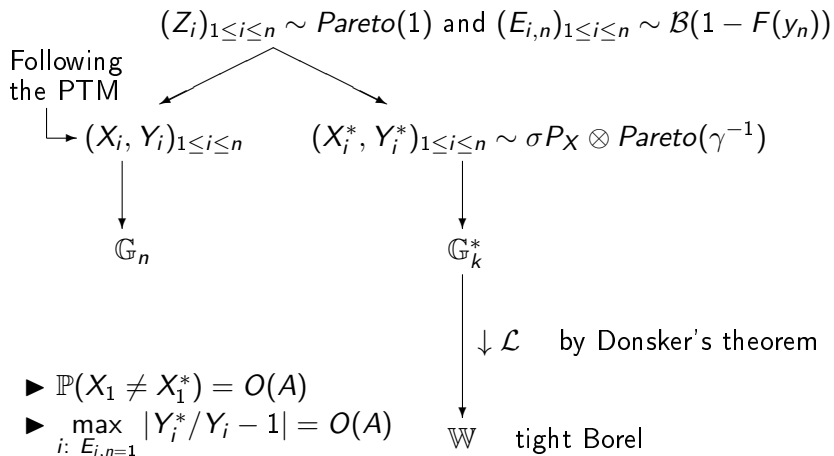 (Z_i)_{1≤i≤n} ∼ Pareto(1) and (E_{i,n})_{1≤i≤n} ∼ 𝓑(1 − F(y_n))
Following
the PTM
(X_i, Y_i)_{1≤i≤n}
(X_i^*, Y_i^*)_{1≤i≤n} ∼ σP_X ⊗ Pareto(γ^{−1})
𝔾_n
𝔾_k^*
↓ 𝓛 by Donsker's theorem
▶ ℙ(X_1 ≠ X_1^*) = O(A)
▶ max_{i: E_{i,n=1}} |Y_i^*/Y_i − 1| = O(A)
𝕎 tight Borel